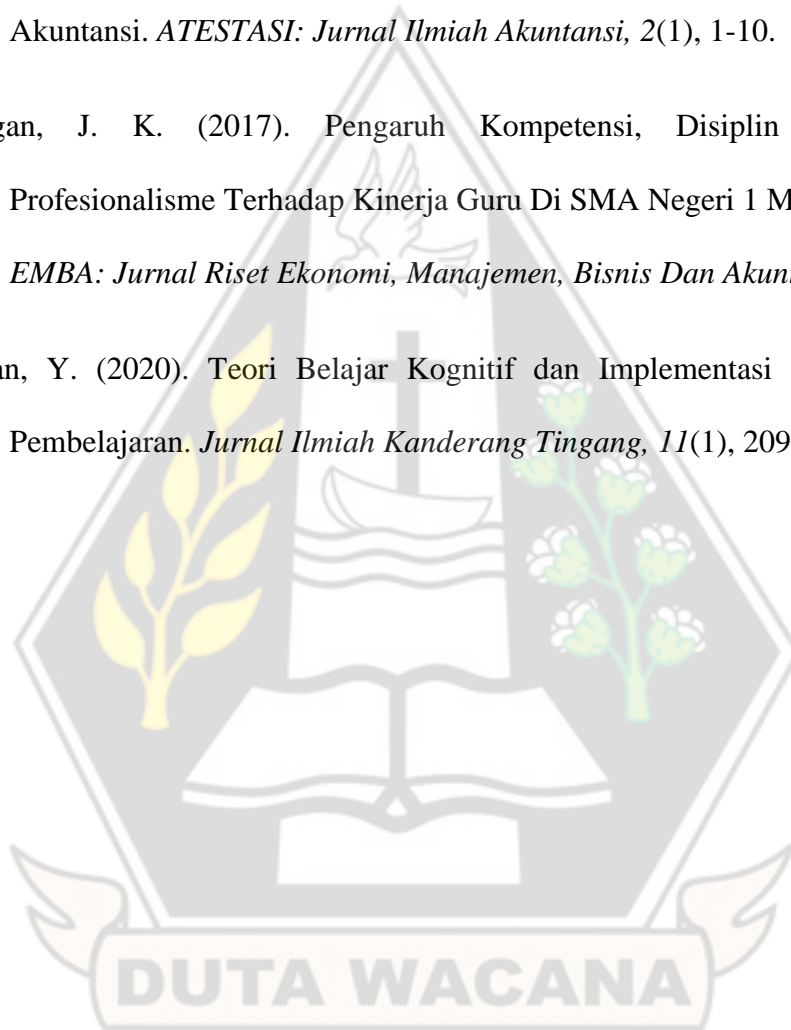 Akuntansi. ATESTASI: Jurnal Ilmiah Akuntansi, 2(1), 1-10.
gan, J. K. (2017). Pengaruh Kompetensi, Disiplin
Profesionalisme Terhadap Kinerja Guru Di SMA Negeri 1 M
EMBA: Jurnal Riset Ekonomi, Manajemen, Bisnis Dan Akun
an, Y. (2020). Teori Belajar Kognitif dan Implementasi
Pembelajaran. Jurnal Ilmiah Kanderang Tingang, 11(1), 209
DUTA WACANA